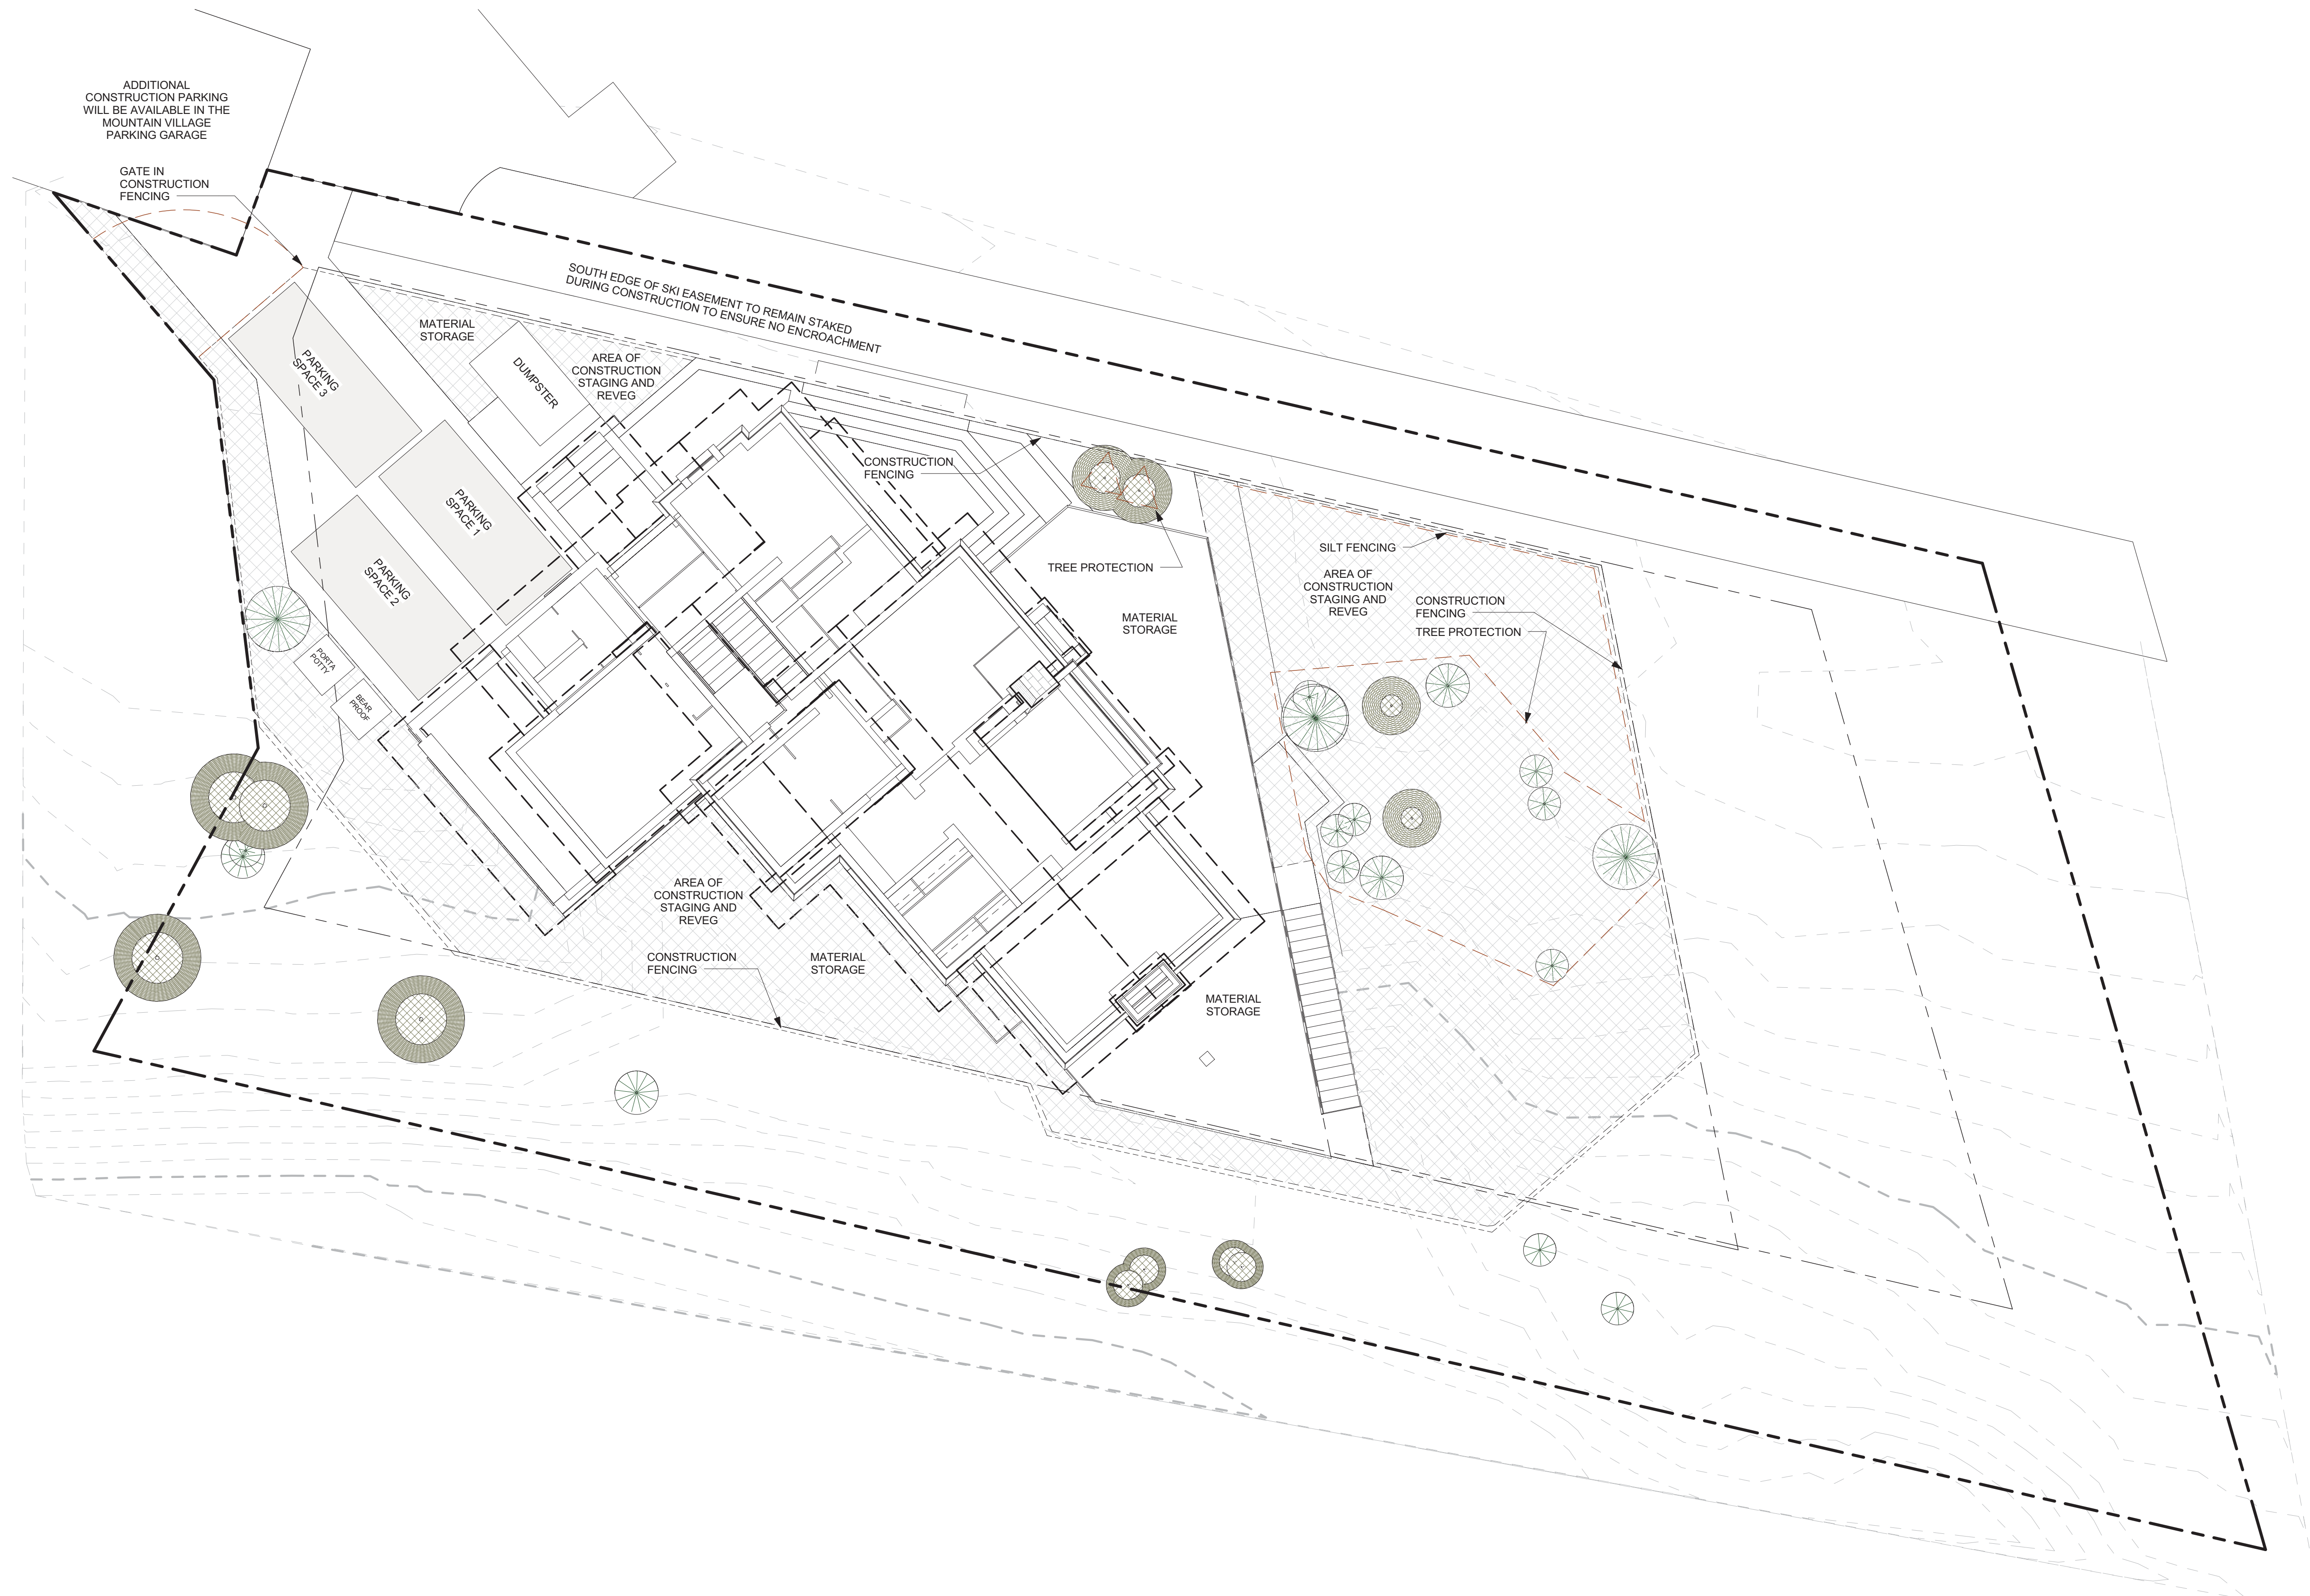 ADDITIONAL
CONSTRUCTION PARKING
WILL BE AVAILABLE IN THE
MOUNTAIN VILLAGE
PARKING GARAGE
GATE IN
CONSTRUCTION
FENCING
SOUTH EDGE OF SKI EASEMENT TO REMAIN STAKED
DURING CONSTRUCTION TO ENSURE NO ENCROACHMENT
MATERIAL
STORAGE
DUMPSTER
AREA OF
CONSTRUCTION
STAGING AND
REVEG
PARKING
SPACE 3
PARKING
SPACE 1
PARKING
SPACE 2
PORTA
POTTY
BEAR
PROOF
CONSTRUCTION
FENCING
TREE PROTECTION
MATERIAL
STORAGE
SILT FENCING
AREA OF
CONSTRUCTION
STAGING AND
REVEG
CONSTRUCTION
FENCING
TREE PROTECTION
AREA OF
CONSTRUCTION
STAGING AND
REVEG
CONSTRUCTION
FENCING
MATERIAL
STORAGE
MATERIAL
STORAGE